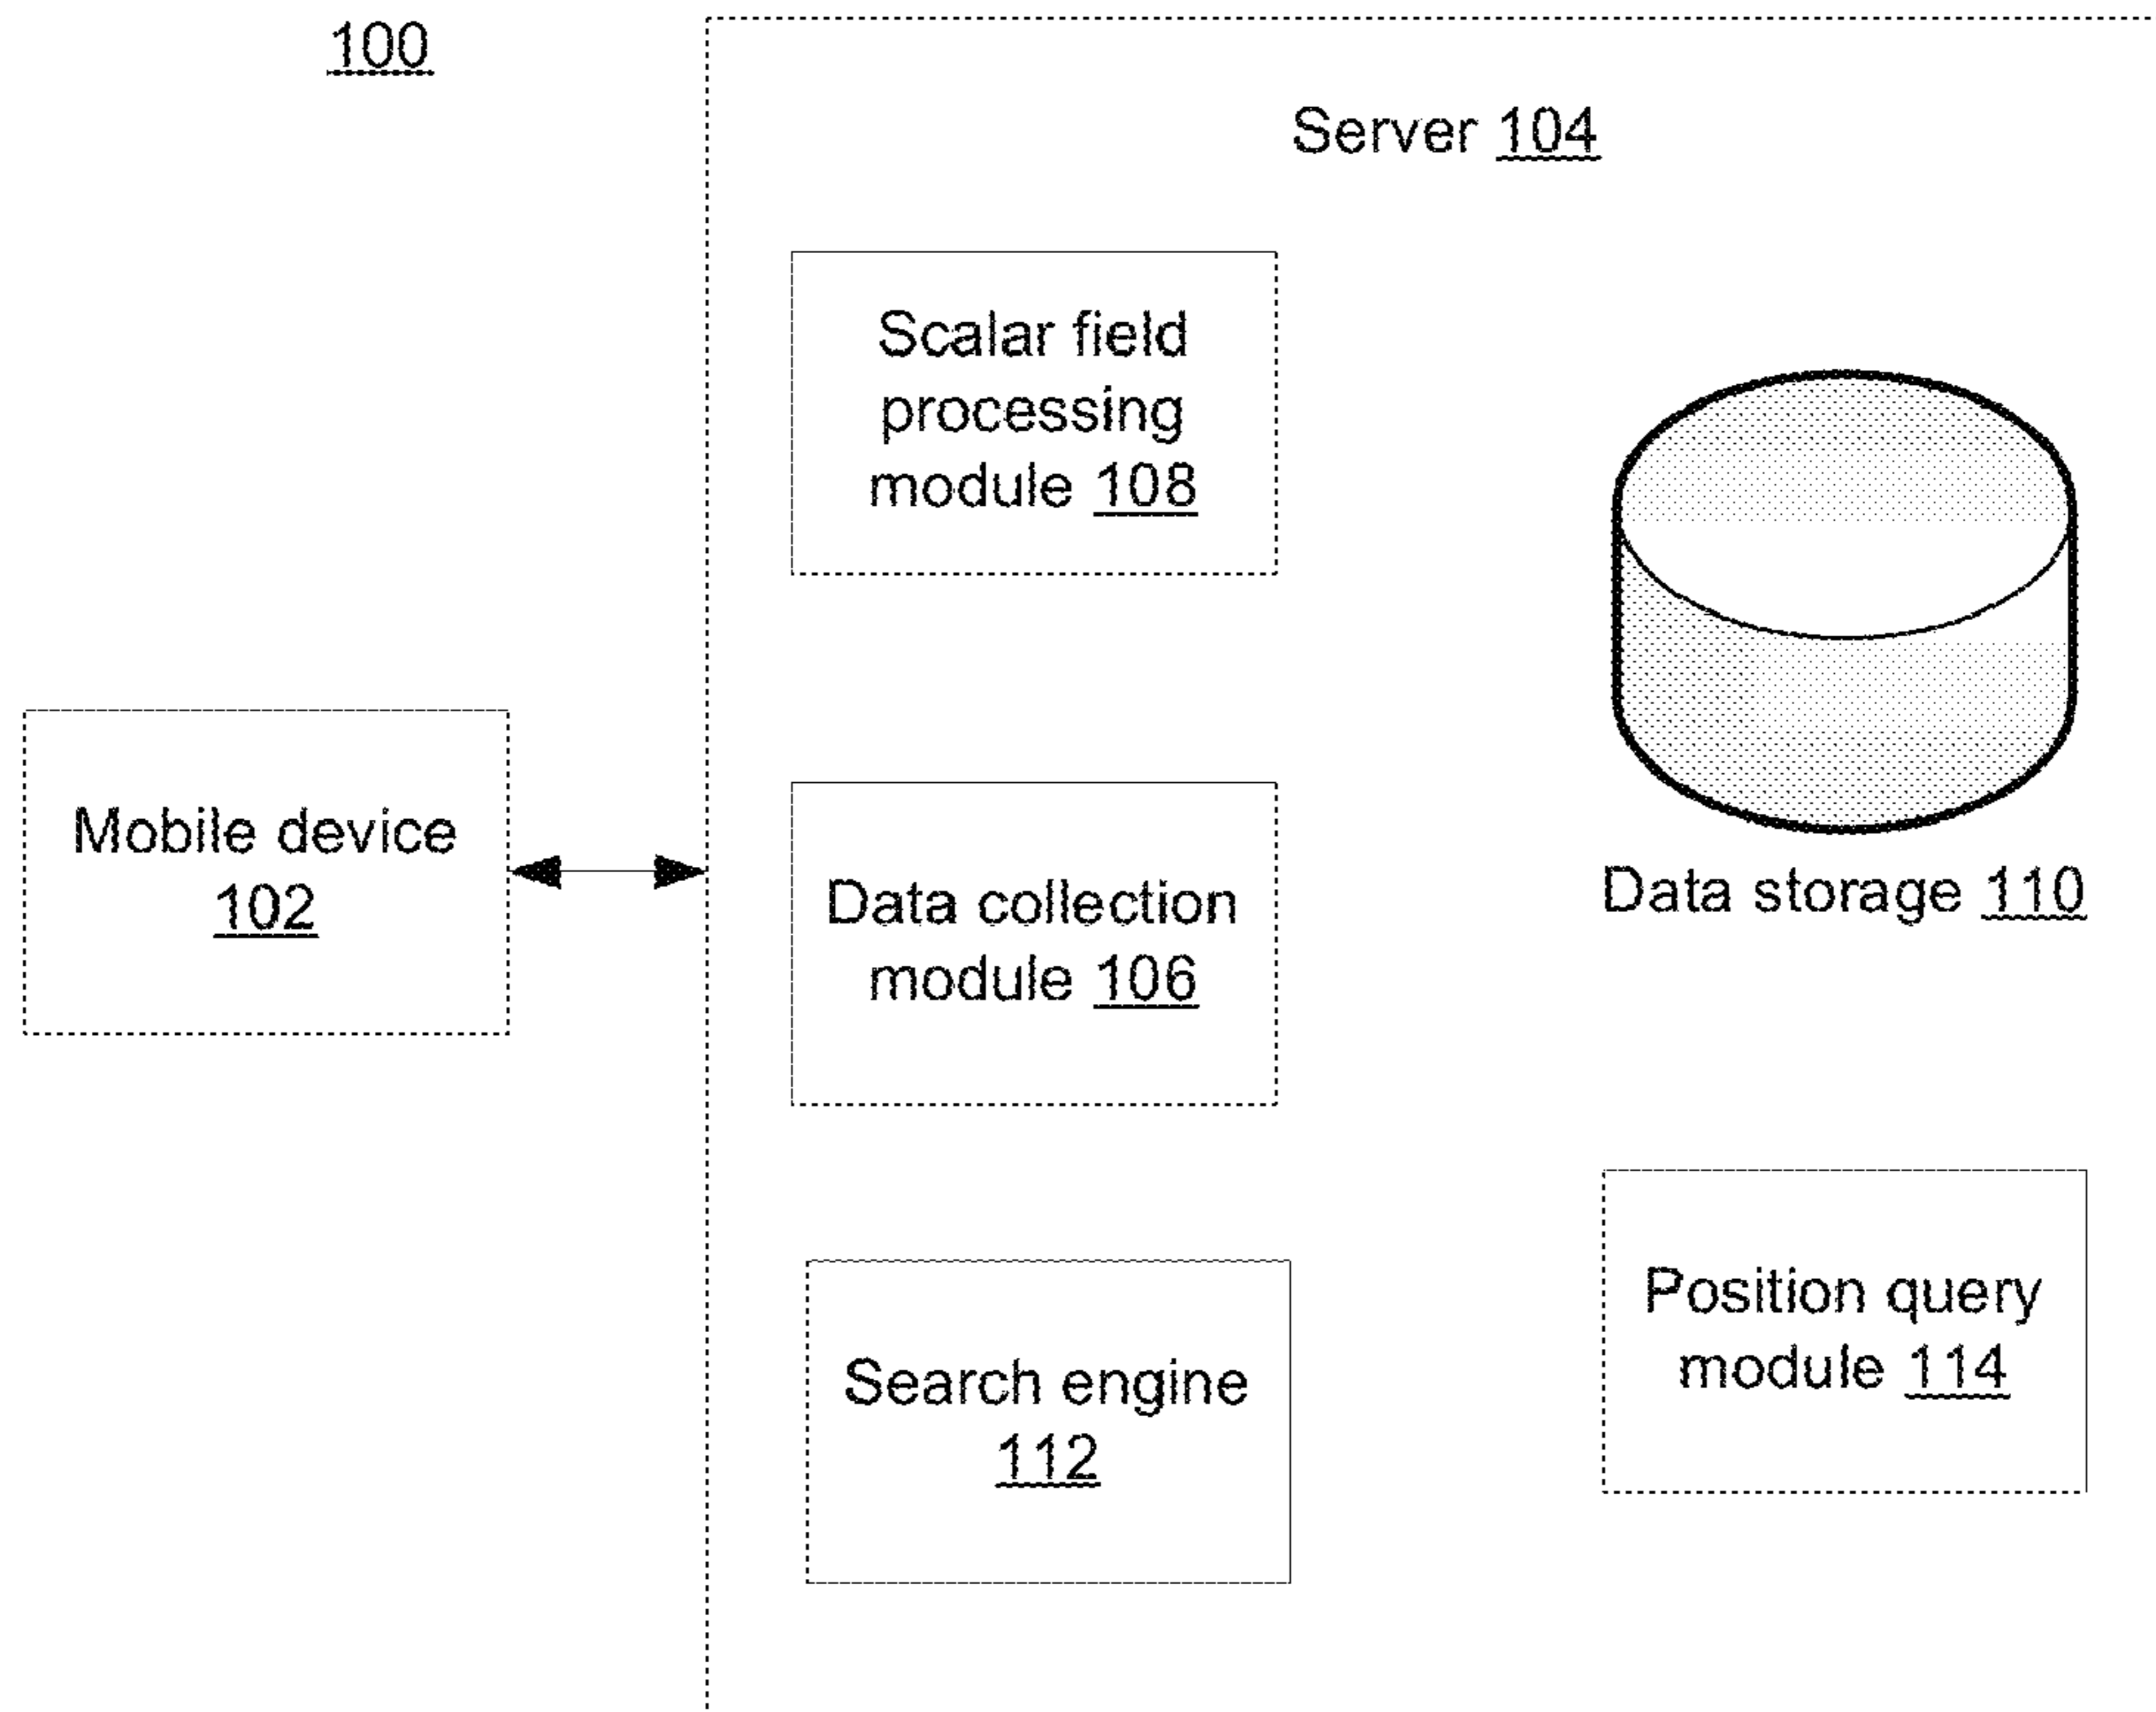 100
Server 104
Scalar field
processing
module 108
Mobile device
102
Data collection
module 106
Data storage 110
Search engine
112
Position query
module 114